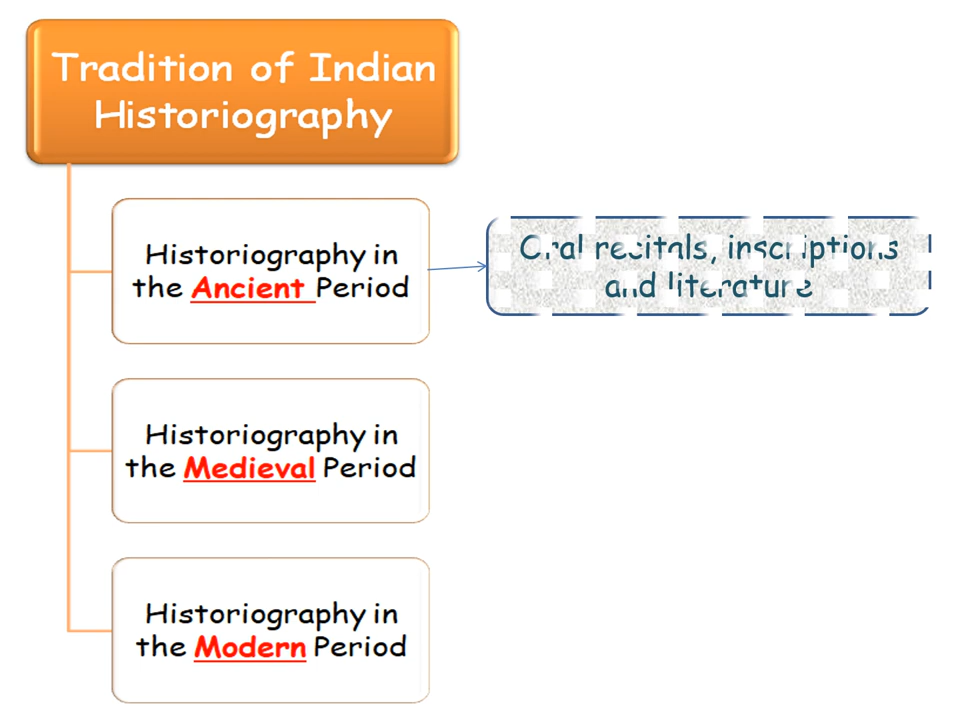 Tradition of Indian
Historiography
Historiography in
the Ancient Period
Oral recitals, inscriptions
and literature
Historiography in
the Medieval Period
Historiography in
the Modern Period